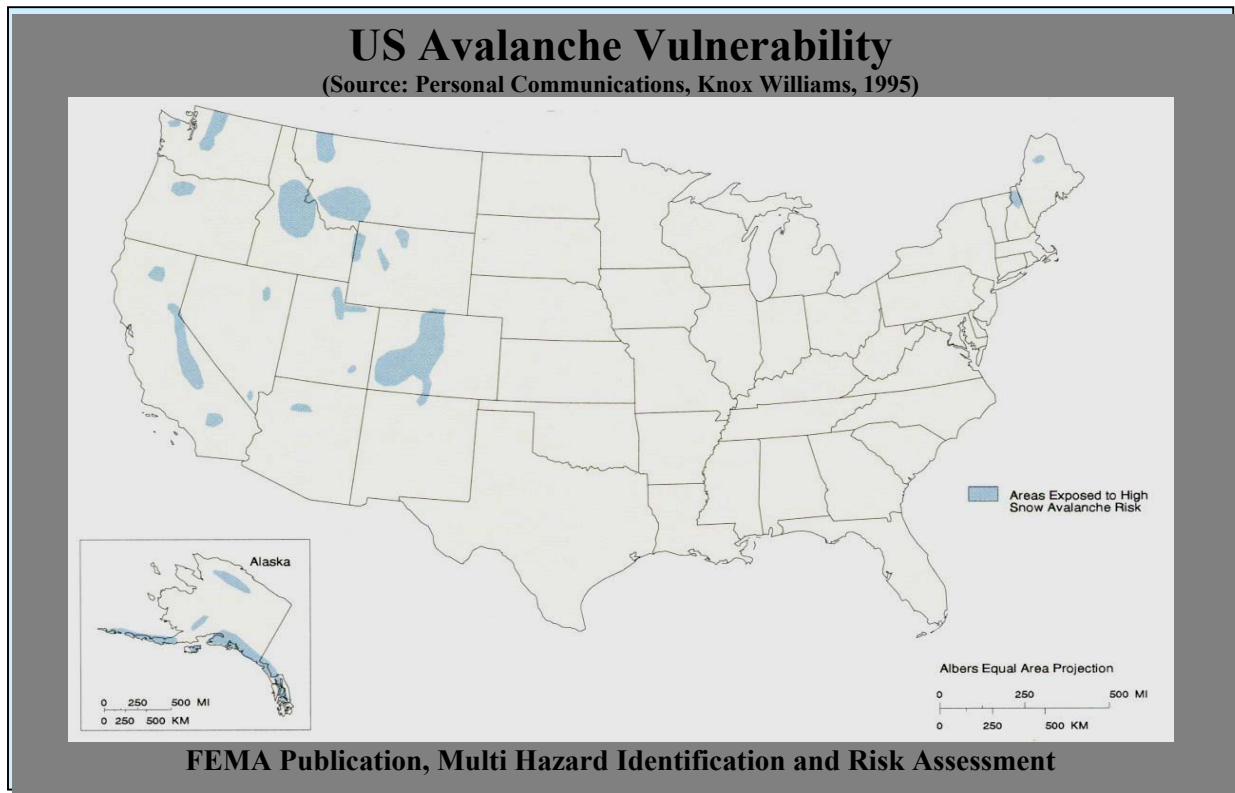 US Avalanche Vulnerability
(Source: Personal Communications, Knox Williams, 1995)
Areas Exposed to High
Snow Avalanche Risk
Alaska
0 250 500 MI
0 250 500 KM
Albers Equal Area Projection
0 250 500 MI
0 250 500 KM
FEMA Publication, Multi Hazard Identification and Risk Assessment